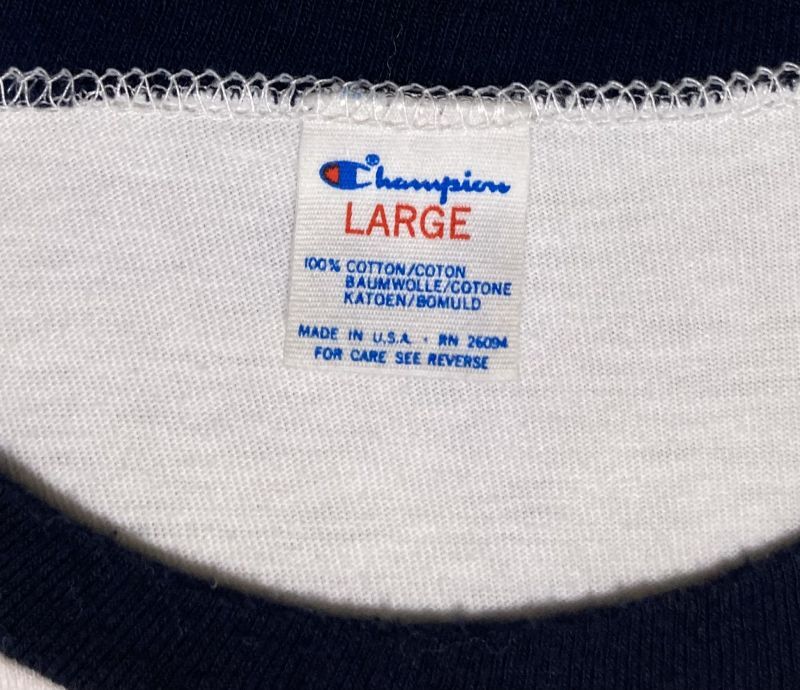 Champion®
LARGE
100% COTTON/COTON
BAUMWOLLE/COTONE
KATOEN/BOMULD
MADE IN U.S.A. · RN 26094
FOR CARE SEE REVERSE